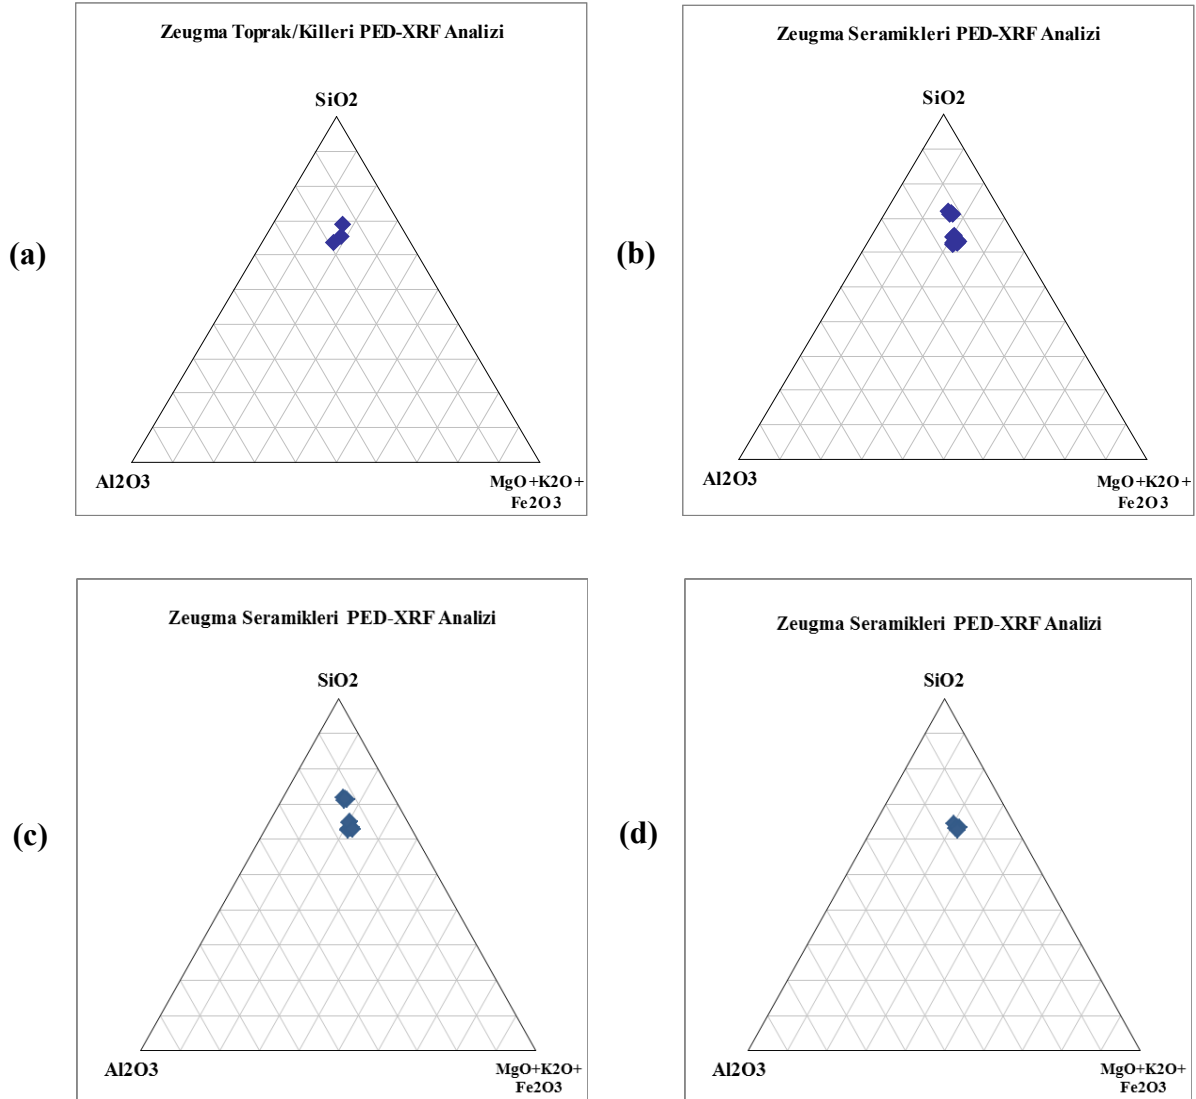 Zeugma Toprak/Killeri PED-XRF Analizi
SiO2
(a)
Al2O3
MgO+K2O+
Fe2O3
Zeugma Seramikleri PED-XRF Analizi
SiO2
(b)
Al2O3
MgO+K2O+
Fe2O3
Zeugma Seramikleri PED-XRF Analizi
SiO2
(c)
Al2O3
MgO+K2O+
Fe2O3
Zeugma Seramikleri PED-XRF Analizi
SiO2
(d)
Al2O3
MgO+K2O+
Fe2O3